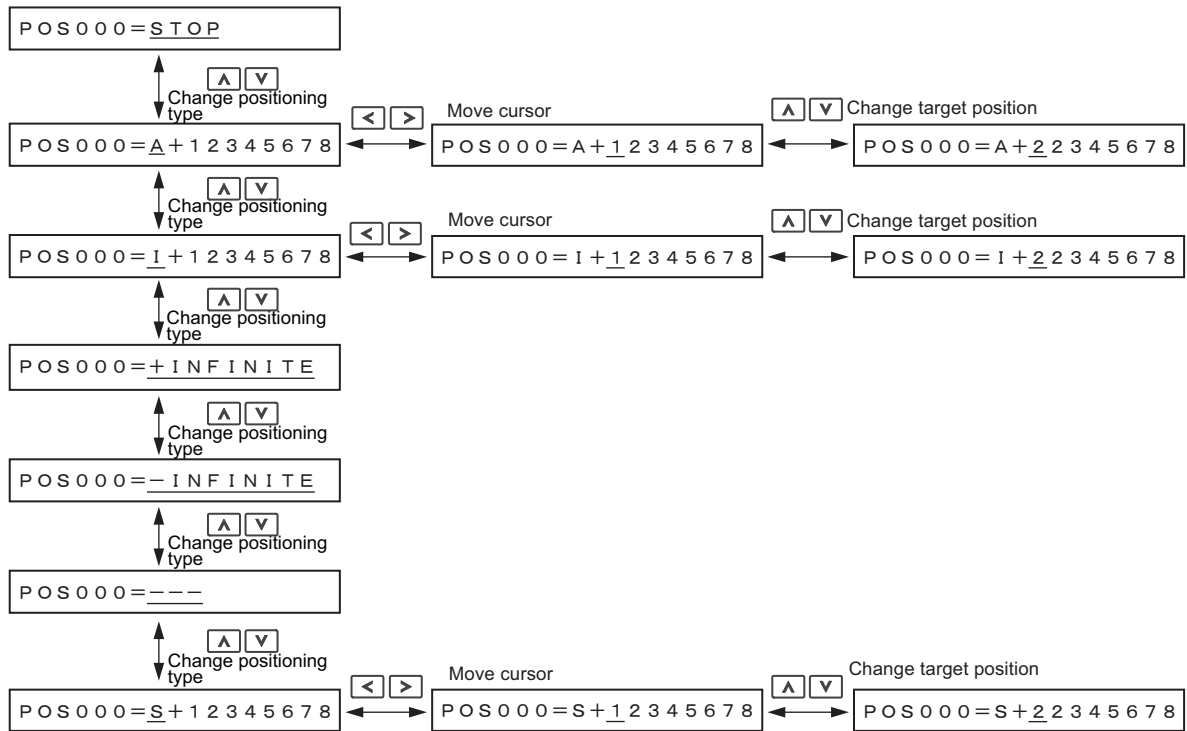 POS000=STOP
∧ ∨
Change positioning
type
POS000=A+12345678
< >
Move cursor
POS000=A+12345678
∧ ∨ Change target position
POS000=A+22345678
∧ ∨
Change positioning
type
POS000=I+12345678
< >
Move cursor
POS000=I+12345678
∧ ∨ Change target position
POS000=I+22345678
∧ ∨
Change positioning
type
POS000=+INFINITE
∧ ∨
Change positioning
type
POS000=-INFINITE
∧ ∨
Change positioning
type
POS000=---
∧ ∨
Change positioning
type
POS000=S+12345678
< >
Move cursor
POS000=S+12345678
∧ ∨
Change target position
POS000=S+22345678